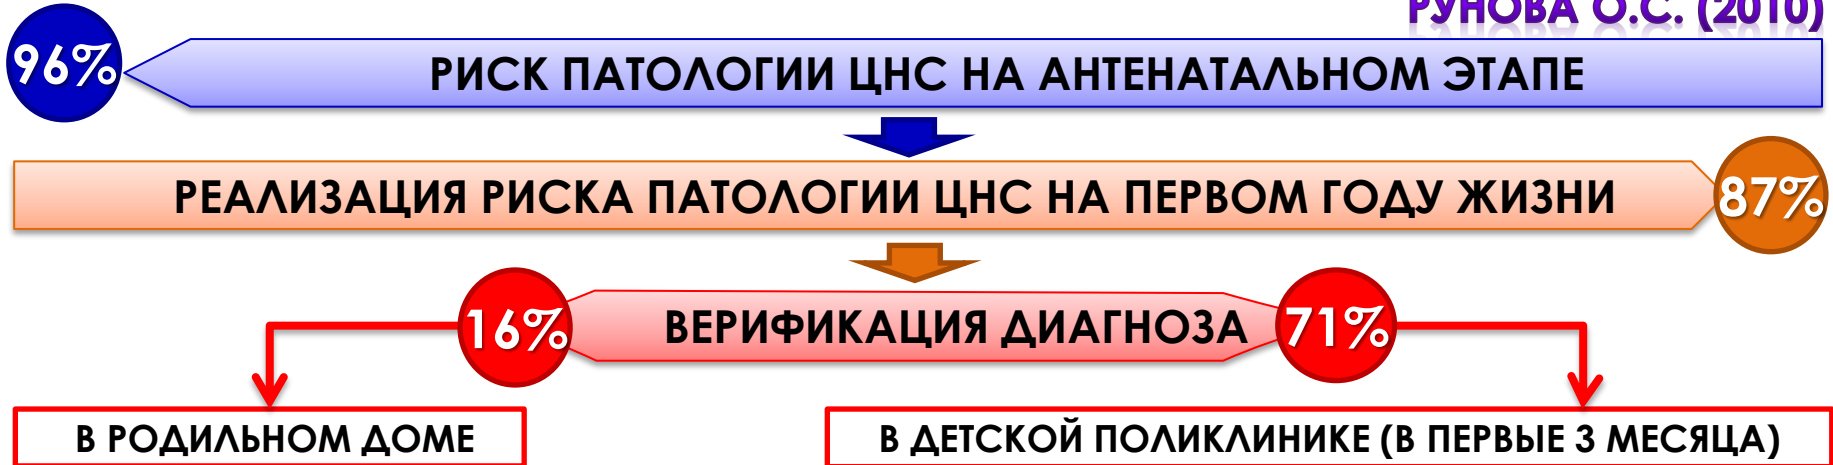 РУНОВА О.С. (2010)
96%
РИСК ПАТОЛОГИИ ЦНС НА АНТЕНАТАЛЬНОМ ЭТАПЕ
РЕАЛИЗАЦИЯ РИСКА ПАТОЛОГИИ ЦНС НА ПЕРВОМ ГОДУ ЖИЗНИ
87%
16%
ВЕРИФИКАЦИЯ ДИАГНОЗА
71%
В РОДИЛЬНОМ ДОМЕ
В ДЕТСКОЙ ПОЛИКЛИНИКЕ (В ПЕРВЫЕ 3 МЕСЯЦА)